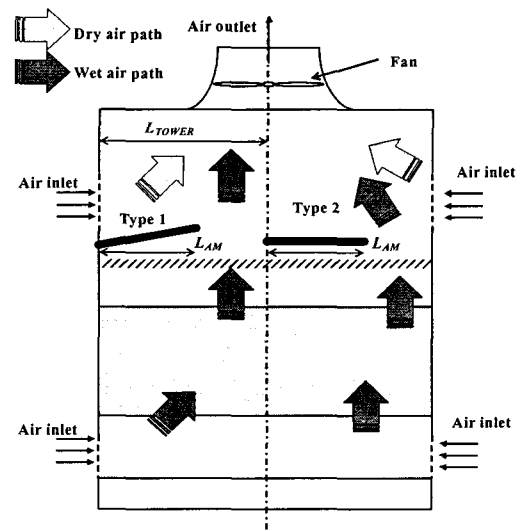 Dry air path
Wet air path
Air outlet
Fan
L_TOWER
Air inlet
Air inlet
Type 1
Type 2
L_AM
L_AM
Air inlet
Air inlet